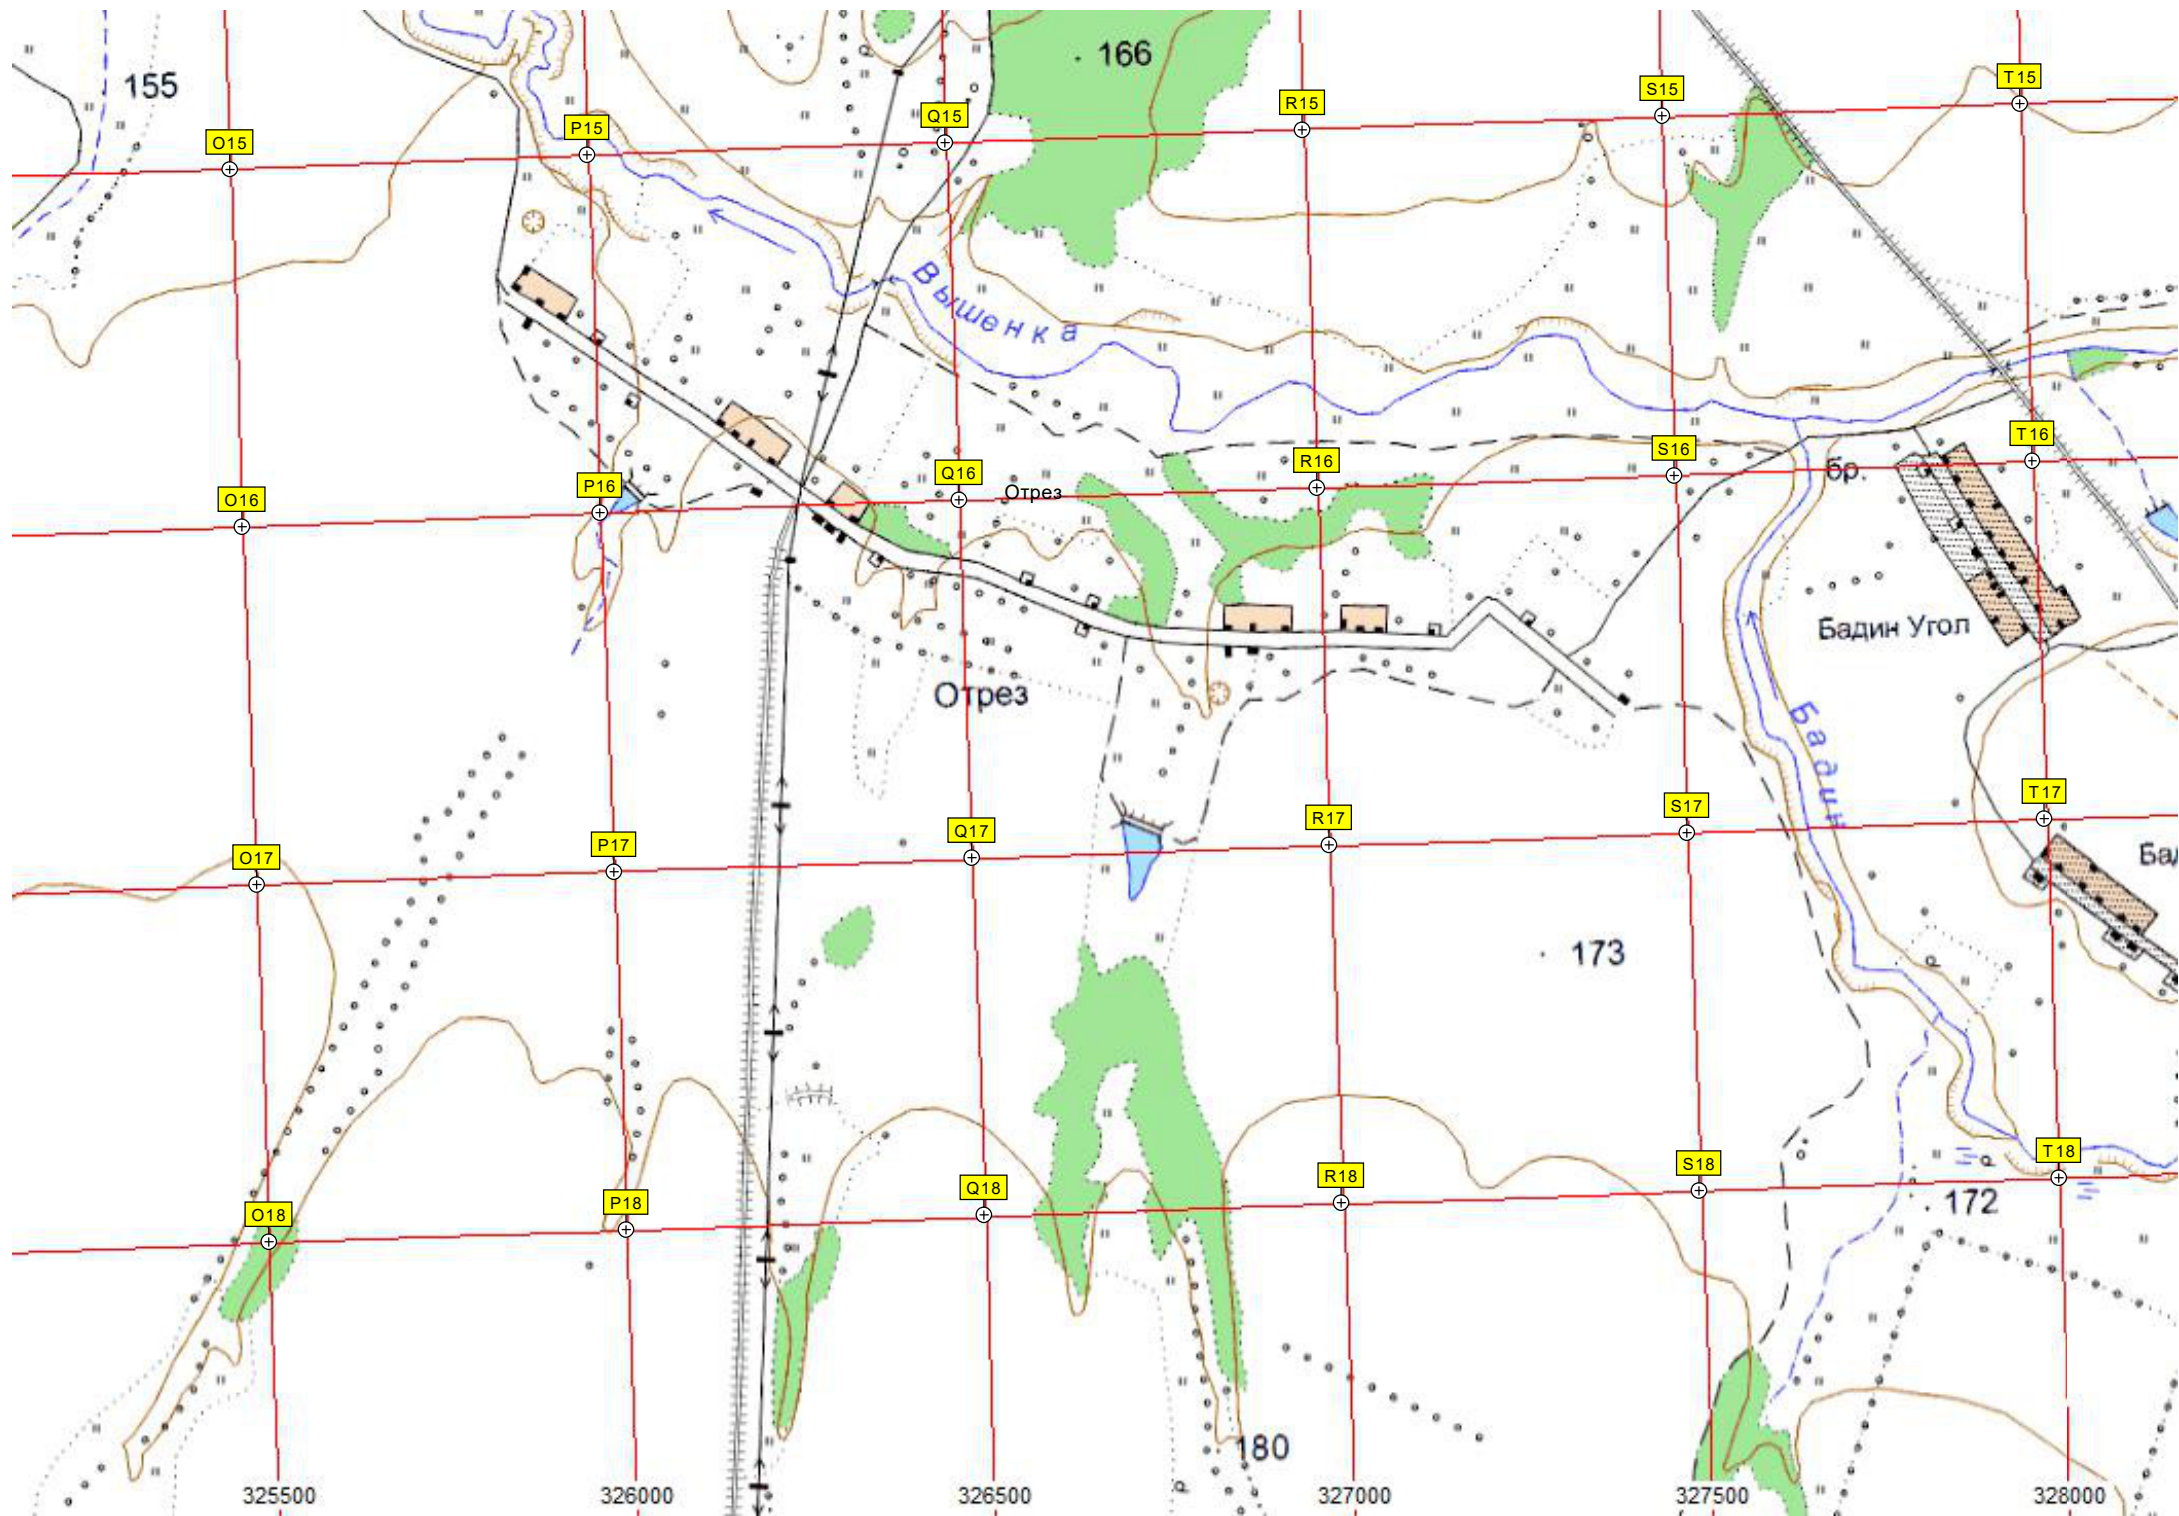 166
155
T15
S15
R15
Q15
P15
O15
Вышенка
T16
S16
бр.
R16
Q16
Отрез
P16
O16
Бадин Угол
Отрез
Бадин
T17
S17
R17
Q17
P17
O17
Бад
173
T18
S18
R18
Q18
P18
O18
172
180
325500
326000
326500
327000
327500
328000